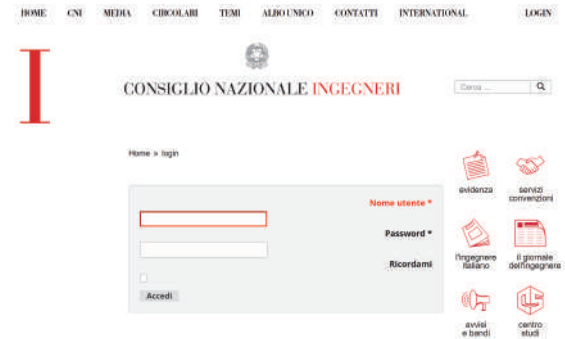 HOME CNI MEDIA CIRCOLARI TEMI ALBO UNICO CONTATTI INTERNATIONAL LOGIN
I
CONSIGLIO NAZIONALE INGEGNERI
Cerca ...
Home > login
Nome utente *
Password *
Ricordami
Accedi
evidenza
servizi
convenzioni
l'ingegnere
italiano
il giornale
dell'ingegnere
avvisi
e bandi
centro
studi